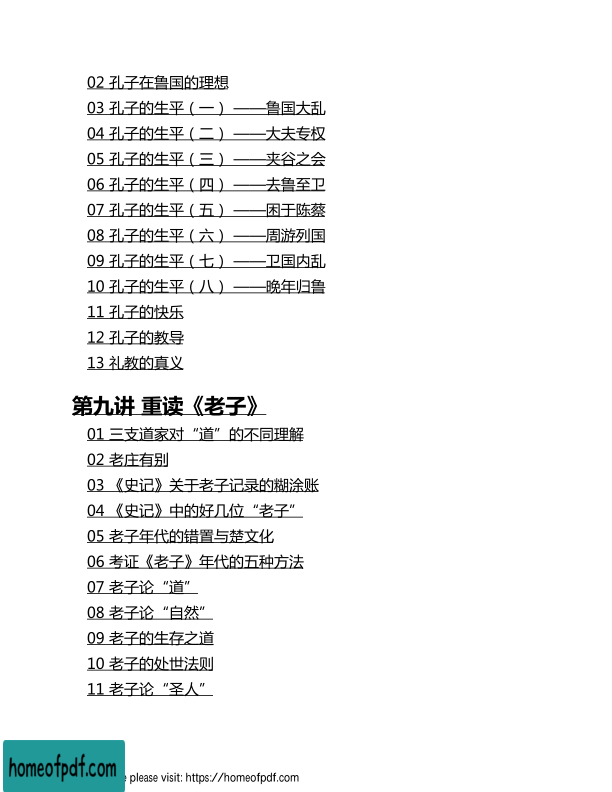 02 孔子在鲁国的理想
03 孔子的生平（一）——鲁国大乱
04 孔子的生平（二）——大夫专权
05 孔子的生平（三）——夹谷之会
06 孔子的生平（四）——去鲁至卫
07 孔子的生平（五）——困于陈蔡
08 孔子的生平（六）——周游列国
09 孔子的生平（七）——卫国内乱
10 孔子的生平（八）——晚年归鲁
11 孔子的快乐
12 孔子的教导
13 礼教的真义
第九讲 重读《老子》
01 三支道家对“道”的不同理解
02 老庄有别
03 《史记》关于老子记录的糊涂账
04 《史记》中的好几位“老子”
05 老子年代的错置与楚文化
06 考证《老子》年代的五种方法
07 老子论“道”
08 老子论“自然”
09 老子的生存之道
10 老子的处世法则
11 老子论“圣人”
homeofpdf.com
please visit: https://homeofpdf.com